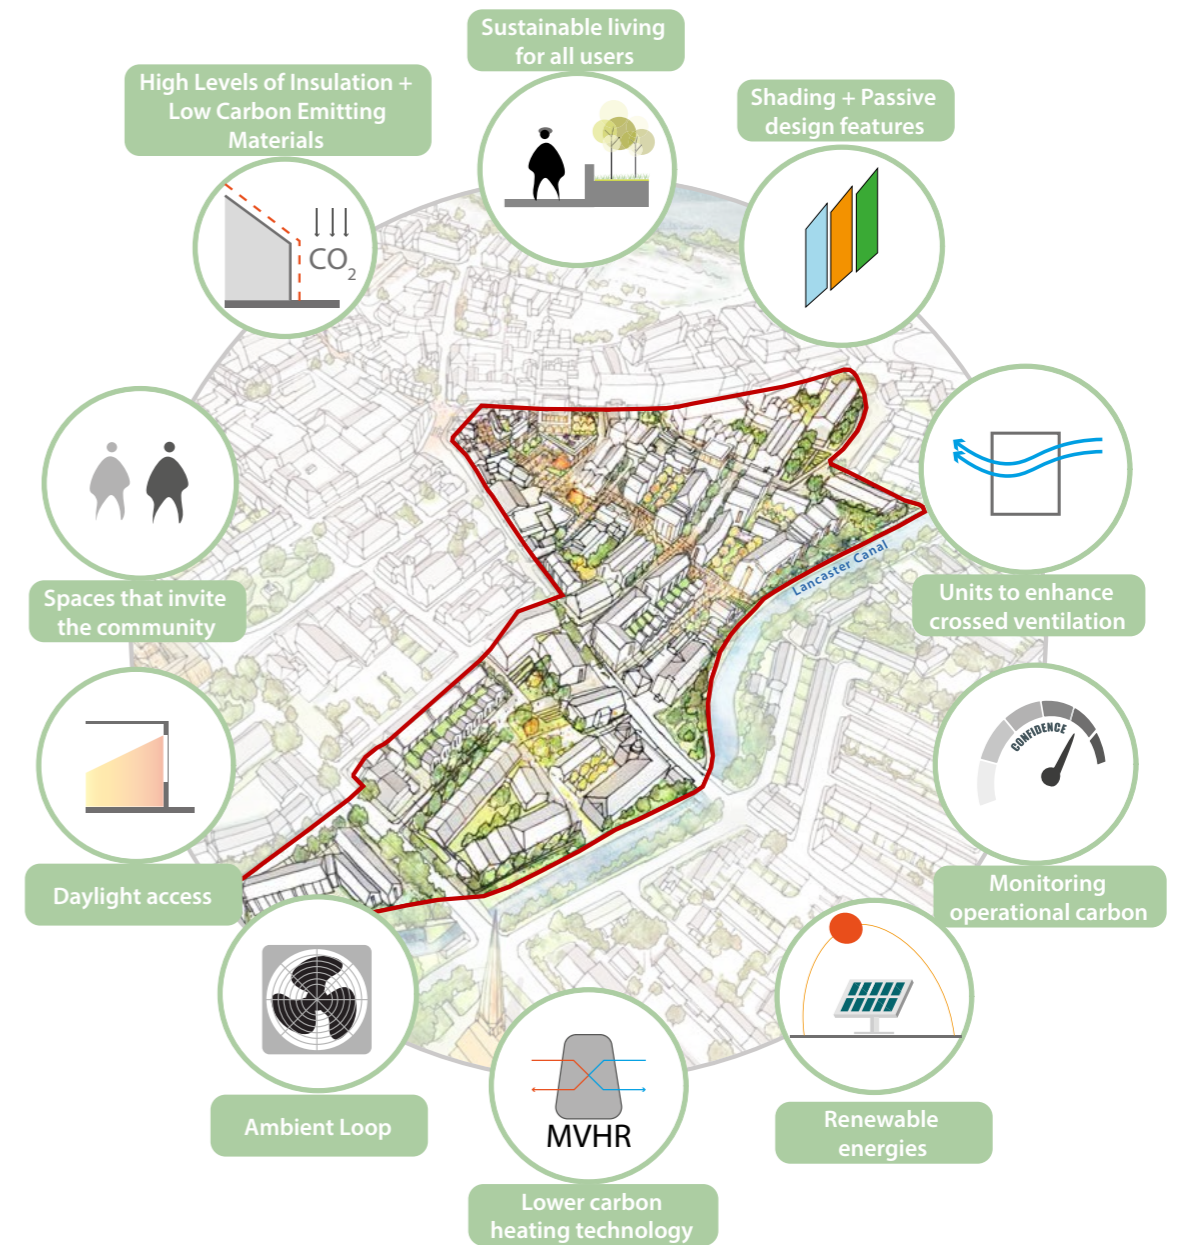 Sustainable living
for all users
High Levels of Insulation +
Low Carbon Emitting
Materials
CO2
Shading + Passive
design features
Spaces that invite
the community
Units to enhance
crossed ventilation
Lancaster Canal
CONFIDENCE
Monitoring
operational carbon
Daylight access
Ambient Loop
MVHR
Lower carbon
heating technology
Renewable
energies